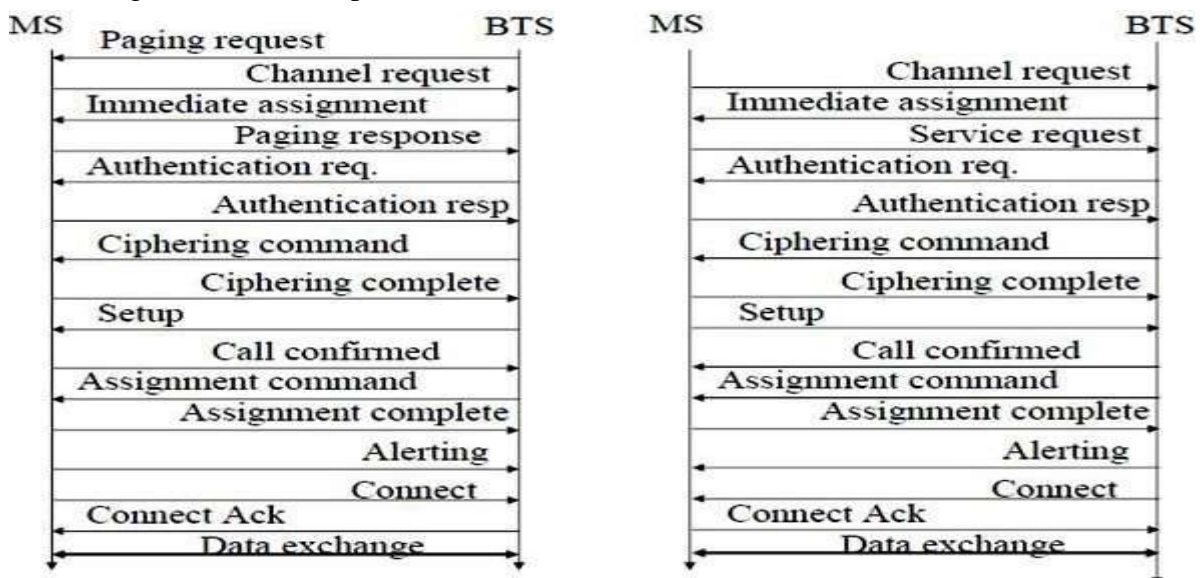 MS
BTS
Paging request
Channel request
Immediate assignment
Paging response
Authentication req.
Authentication resp
Ciphering command
Ciphering complete
Setup
Call confirmed
Assignment command
Assignment complete
Alerting
Connect
Connect Ack
Data exchange
MS
BTS
Channel request
Immediate assignment
Service request
Authentication req.
Authentication resp
Ciphering command
Ciphering complete
Setup
Call confirmed
Assignment command
Assignment complete
Alerting
Connect
Connect Ack
Data exchange